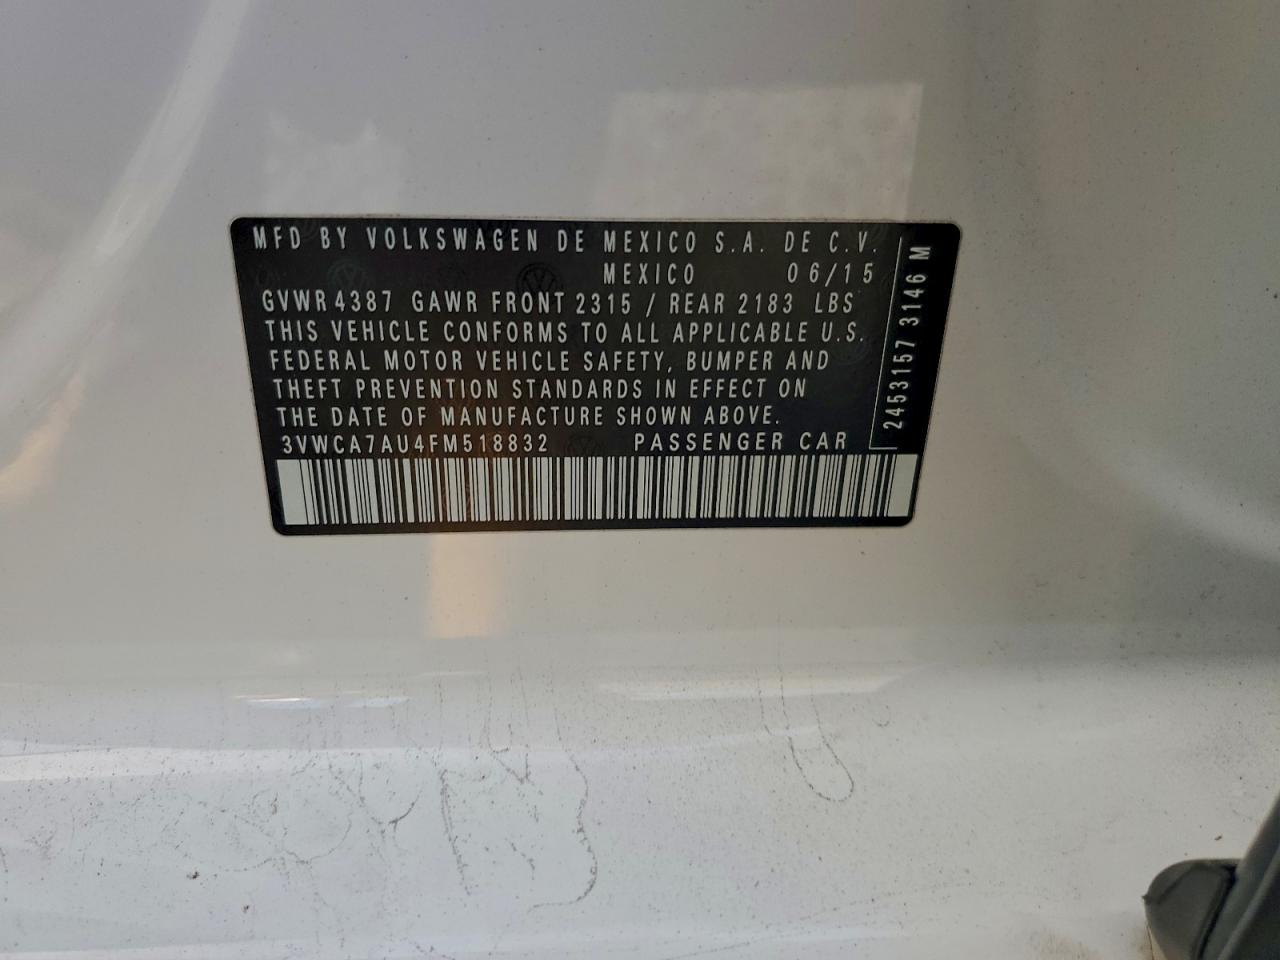 MFD BY VOLKSWAGEN DE MEXICO S.A. DE C.V.
MEXICO 06/15
GVWR 4387 GAWR FRONT 2315 / REAR 2183 LBS
THIS VEHICLE CONFORMS TO ALL APPLICABLE U.S.
FEDERAL MOTOR VEHICLE SAFETY, BUMPER AND
THEFT PREVENTION STANDARDS IN EFFECT ON
THE DATE OF MANUFACTURE SHOWN ABOVE.
3VWCA7AU4FM518832 PASSENGER CAR
2453157 3146 M